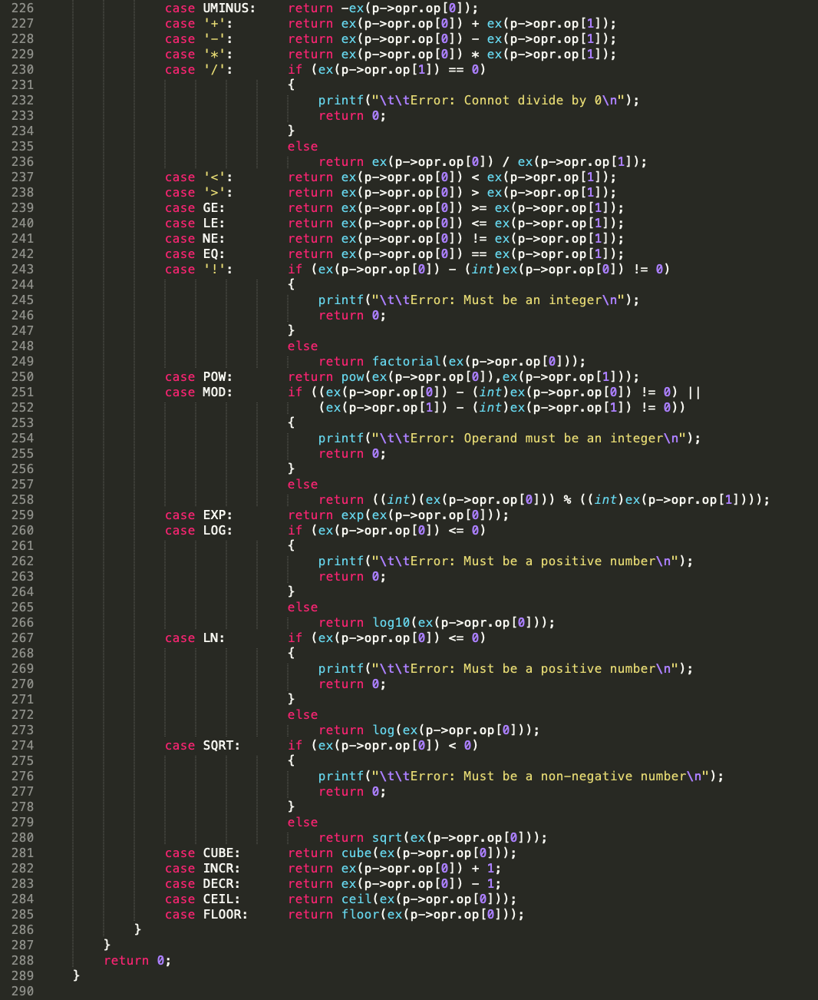 226 case UMINUS: return -ex(p->opr.op[0]);
227 case '+': return ex(p->opr.op[0]) + ex(p->opr.op[1]);
228 case '-': return ex(p->opr.op[0]) - ex(p->opr.op[1]);
229 case '*': return ex(p->opr.op[0]) * ex(p->opr.op[1]);
230 case '/': if (ex(p->opr.op[1]) == 0)
231 {
232 printf("\t\tError: Connot divide by 0\n");
233 return 0;
234 }
235 else
236 return ex(p->opr.op[0]) / ex(p->opr.op[1]);
237 case '<': return ex(p->opr.op[0]) < ex(p->opr.op[1]);
238 case '>': return ex(p->opr.op[0]) > ex(p->opr.op[1]);
239 case GE: return ex(p->opr.op[0]) >= ex(p->opr.op[1]);
240 case LE: return ex(p->opr.op[0]) <= ex(p->opr.op[1]);
241 case NE: return ex(p->opr.op[0]) != ex(p->opr.op[1]);
242 case EQ: return ex(p->opr.op[0]) == ex(p->opr.op[1]);
243 case '!': if (ex(p->opr.op[0]) - (int)ex(p->opr.op[0]) != 0)
244 {
245 printf("\t\tError: Must be an integer\n");
246 return 0;
247 }
248 else
249 return factorial(ex(p->opr.op[0]));
250 case POW: return pow(ex(p->opr.op[0]),ex(p->opr.op[1]));
251 case MOD: if ((ex(p->opr.op[0]) - (int)ex(p->opr.op[0]) != 0) ||
252 (ex(p->opr.op[1]) - (int)ex(p->opr.op[1]) != 0))
253 {
254 printf("\t\tError: Operand must be an integer\n");
255 return 0;
256 }
257 else
258 return ((int)(ex(p->opr.op[0])) % ((int)ex(p->opr.op[1])));
259 case EXP: return exp(ex(p->opr.op[0]));
260 case LOG: if (ex(p->opr.op[0]) <= 0)
261 {
262 printf("\t\tError: Must be a positive number\n");
263 return 0;
264 }
265 else
266 return log10(ex(p->opr.op[0]));
267 case LN: if (ex(p->opr.op[0]) <= 0)
268 {
269 printf("\t\tError: Must be a positive number\n");
270 return 0;
271 }
272 else
273 return log(ex(p->opr.op[0]));
274 case SQRT: if (ex(p->opr.op[0]) < 0)
275 {
276 printf("\t\tError: Must be a non-negative number\n");
277 return 0;
278 }
279 else
280 return sqrt(ex(p->opr.op[0]));
281 case CUBE: return cube(ex(p->opr.op[0]));
282 case INCR: return ex(p->opr.op[0]) + 1;
283 case DECR: return ex(p->opr.op[0]) - 1;
284 case CEIL: return ceil(ex(p->opr.op[0]));
285 case FLOOR: return floor(ex(p->opr.op[0]));
286 }
287 }
288 return 0;
289 }
290